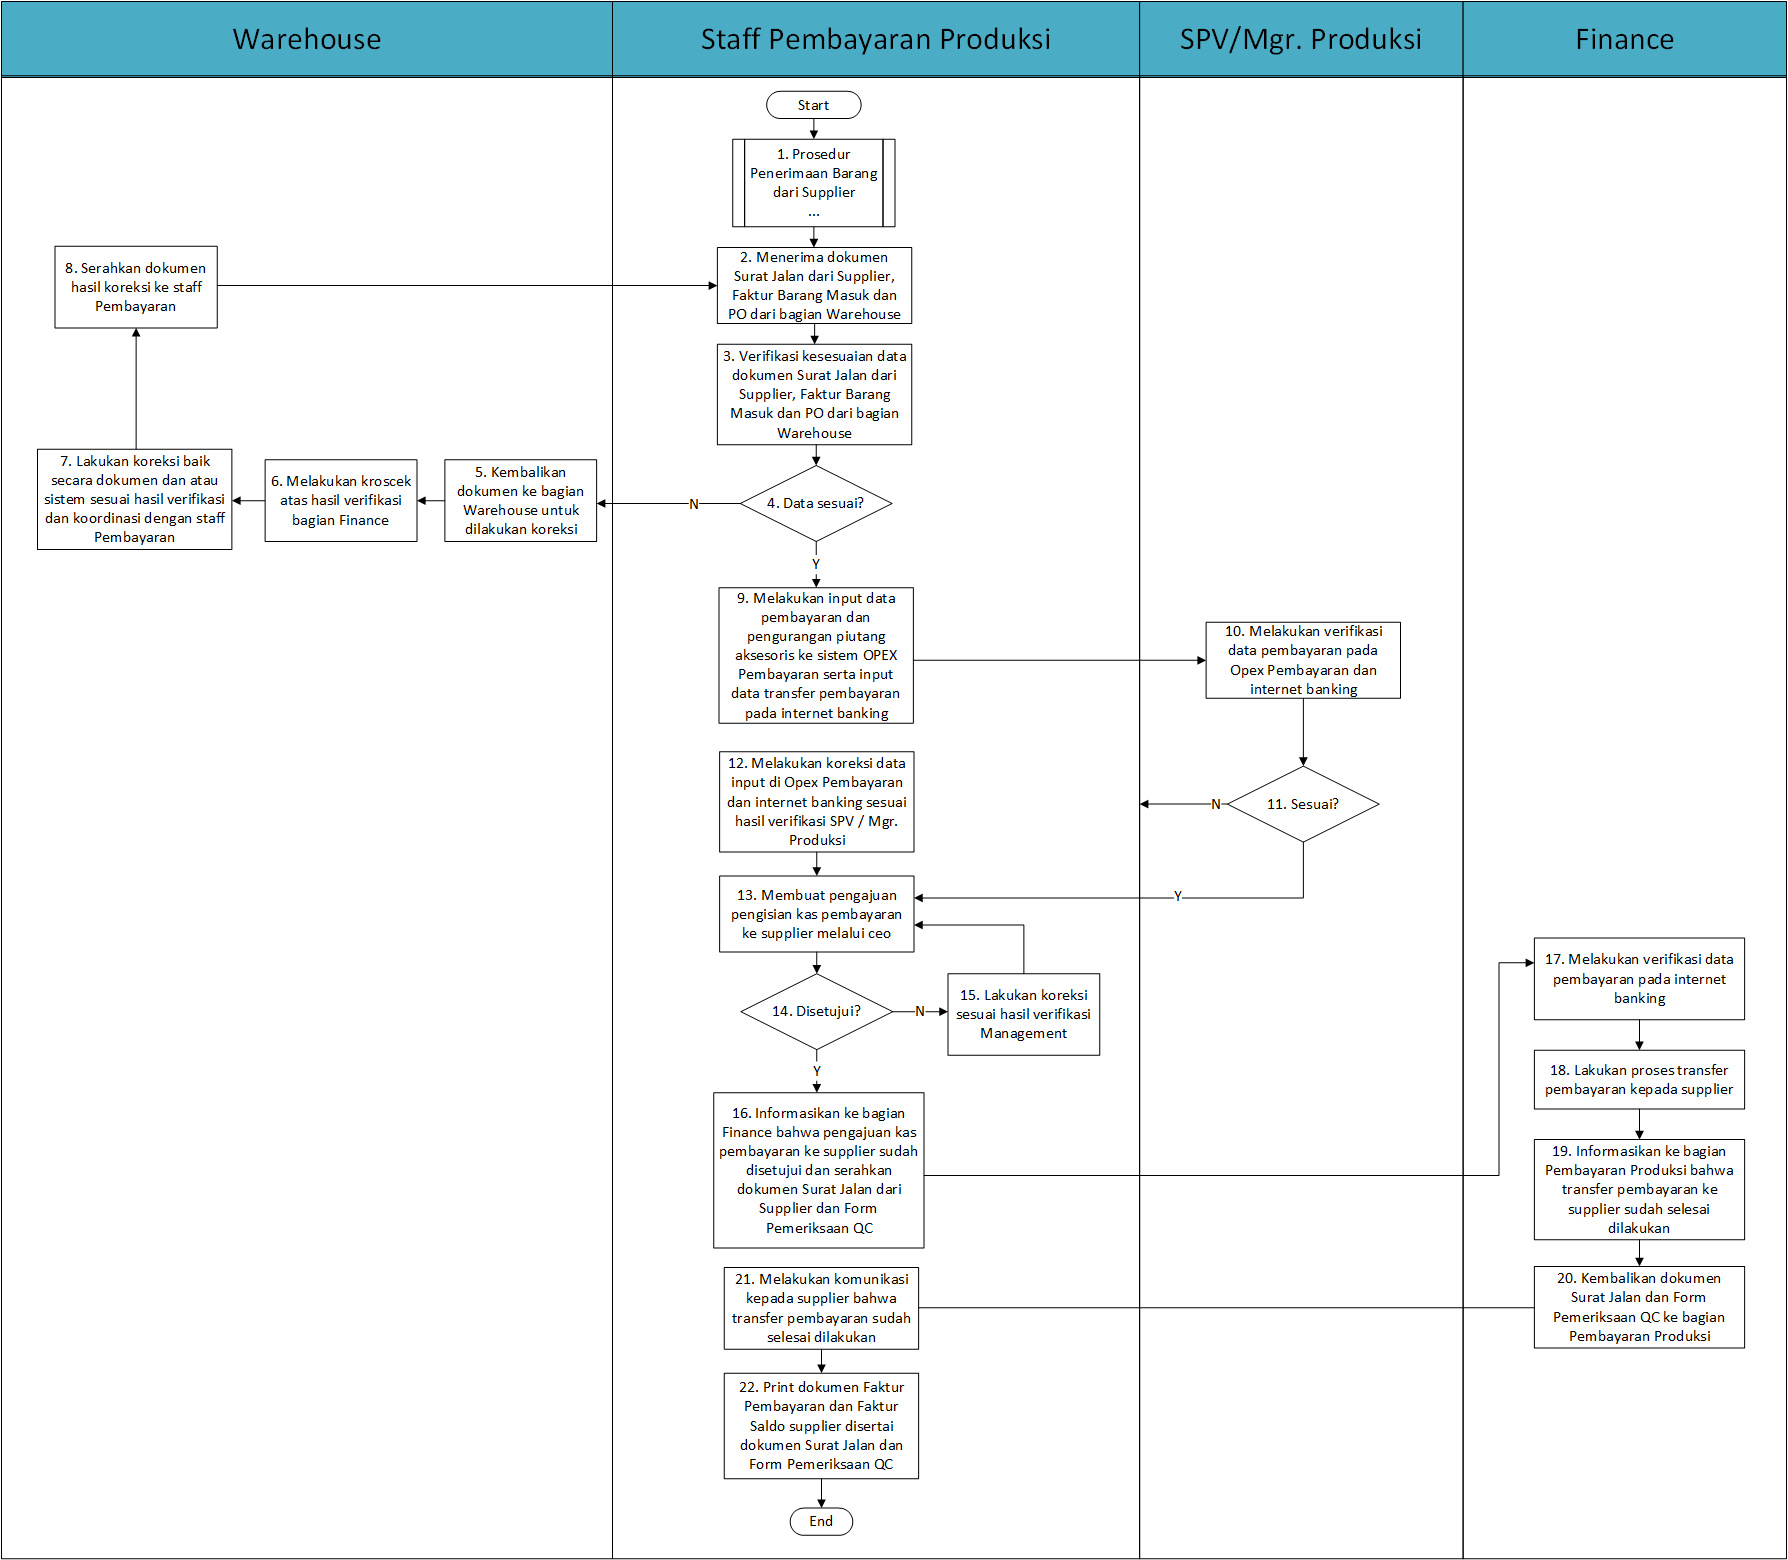 Warehouse
Staff Pembayaran Produksi
SPV/Mgr. Produksi
Finance
Start
1. Prosedur
Penerimaan Barang
dari Supplier
...
2. Menerima dokumen
Surat Jalan dari Supplier,
Faktur Barang Masuk dan
PO dari bagian Warehouse
3. Verifikasi kesesuaian data
dokumen Surat Jalan dari
Supplier, Faktur Barang
Masuk dan PO dari bagian
Warehouse
4. Data sesuai?
N
Y
5. Kembalikan
dokumen ke bagian
Warehouse untuk
dilakukan koreksi
6. Melakukan kroscek
atas hasil verifikasi
bagian Finance
7. Lakukan koreksi baik
secara dokumen dan atau
sistem sesuai hasil verifikasi
dan koordinasi dengan staff
Pembayaran
8. Serahkan dokumen
hasil koreksi ke staff
Pembayaran
9. Melakukan input data
pembayaran dan
pengurangan piutang
aksesoris ke sistem OPEX
Pembayaran serta input
data transfer pembayaran
pada internet banking
10. Melakukan verifikasi
data pembayaran pada
Opex Pembayaran dan
internet banking
11. Sesuai?
N
Y
12. Melakukan koreksi data
input di Opex Pembayaran
dan internet banking sesuai
hasil verifikasi SPV / Mgr.
Produksi
13. Membuat pengajuan
pengisian kas pembayaran
ke supplier melalui ceo
14. Disetujui?
N
Y
15. Lakukan koreksi
sesuai hasil verifikasi
Management
16. Informasikan ke bagian
Finance bahwa pengajuan kas
pembayaran ke supplier sudah
disetujui dan serahkan
dokumen Surat Jalan dari
Supplier dan Form
Pemeriksaan QC
17. Melakukan verifikasi data
pembayaran pada internet
banking
18. Lakukan proses transfer
pembayaran kepada supplier
19. Informasikan ke bagian
Pembayaran Produksi bahwa
transfer pembayaran ke
supplier sudah selesai
dilakukan
20. Kembalikan dokumen
Surat Jalan dan Form
Pemeriksaan QC ke bagian
Pembayaran Produksi
21. Melakukan komunikasi
kepada supplier bahwa
transfer pembayaran sudah
selesai dilakukan
22. Print dokumen Faktur
Pembayaran dan Faktur
Saldo supplier disertai
dokumen Surat Jalan dan
Form Pemeriksaan QC
End